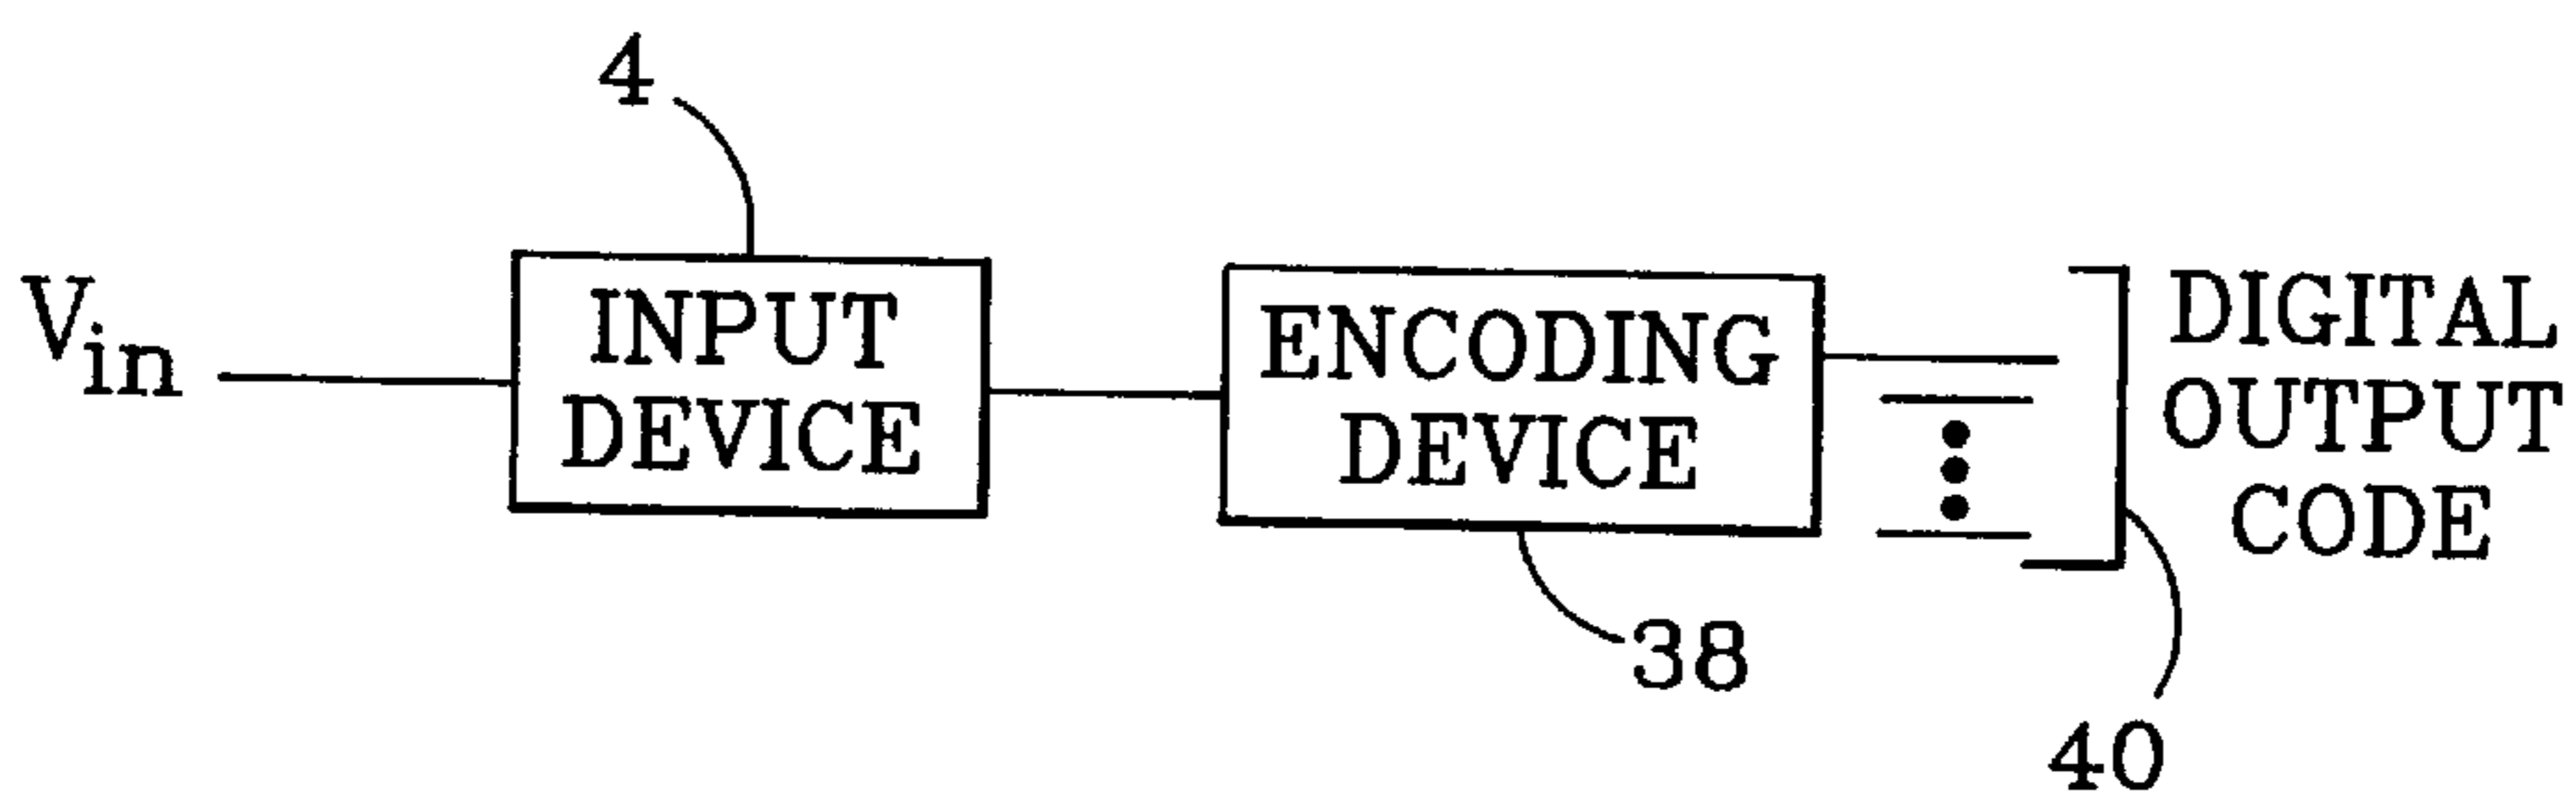 4
Vin
INPUT
DEVICE
ENCODING
DEVICE
DIGITAL
OUTPUT
CODE
38
40